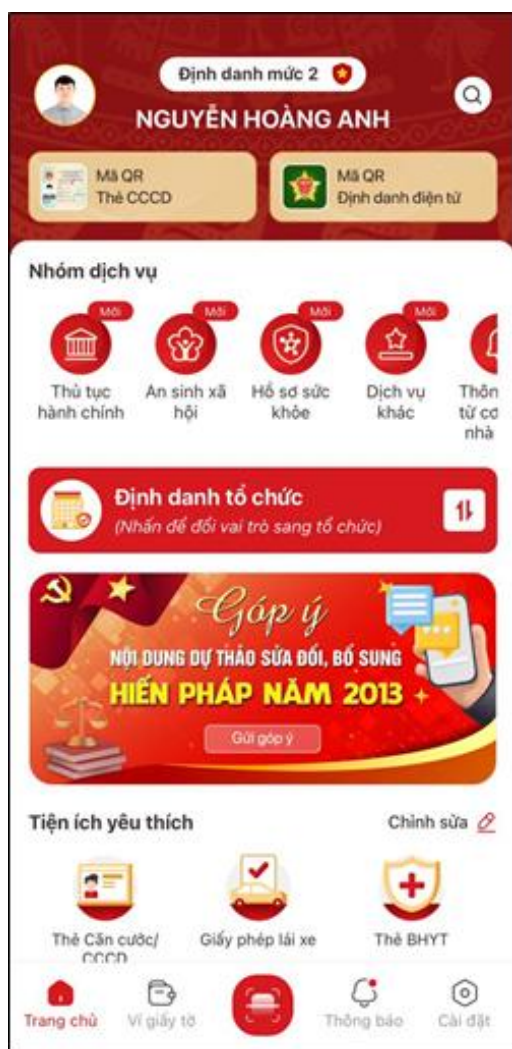 Định danh mức 2
NGUYỄN HOÀNG ANH
Mã QR
Thẻ CCCD
Mã QR
Định danh điện tử
Nhóm dịch vụ
Mới
Mới
Mới
Mới
Thủ tục
hành chính
An sinh xã
hội
Hồ sơ sức
khỏe
Dịch vụ
khác
Thôn
từ cơ
nhà
Định danh tổ chức
(Nhấn để đổi vai trò sang tổ chức)
Góp ý
NỘI DUNG DỰ THẢO SỬA ĐỔI, BỔ SUNG
HIẾN PHÁP NĂM 2013
Gửi góp ý
Tiện ích yêu thích
Chỉnh sửa
Thẻ Căn cước/
CCCD
Giấy phép lái xe
Thẻ BHYT
Trang chủ
Ví giấy tờ
Thông báo
Cài đặt